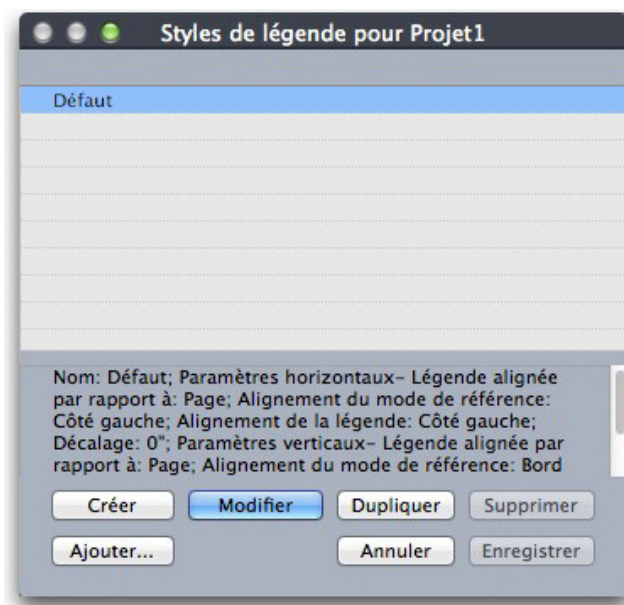 Styles de légende pour Projet1
Défaut
Nom: Défaut; Paramètres horizontaux– Légende alignée
par rapport à: Page; Alignement du mode de référence:
Côté gauche; Alignement de la légende: Côté gauche;
Décalage: 0"; Paramètres verticaux– Légende alignée par
rapport à: Page; Alignement du mode de référence: Bord
Créer Modifier Dupliquer Supprimer
Ajouter... Annuler Enregistrer